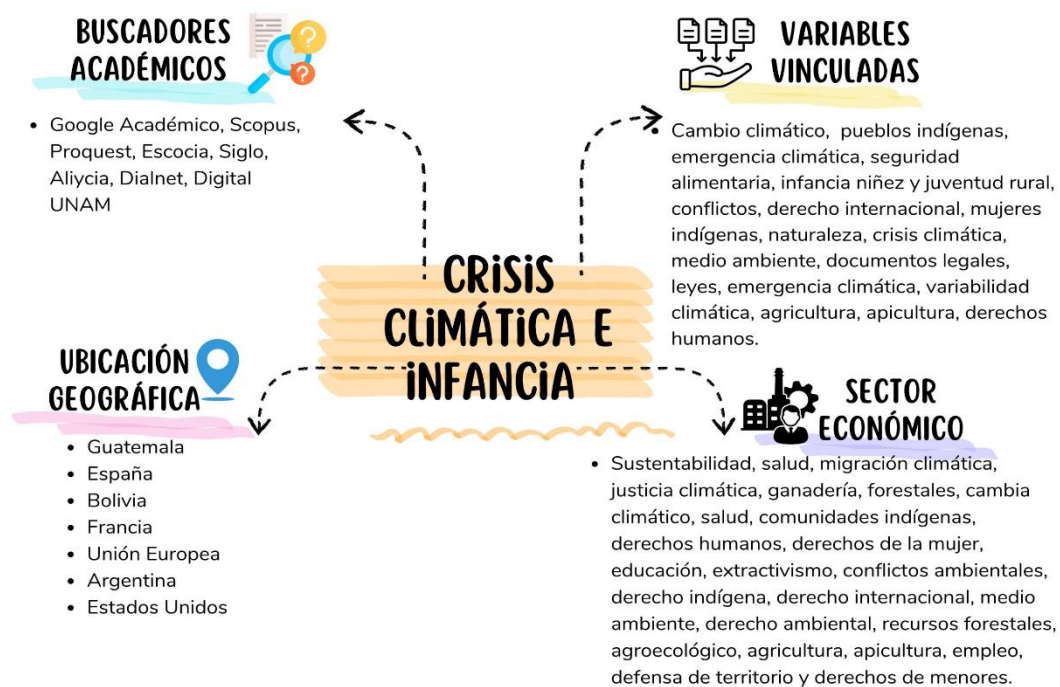 BUSCADORES
ACADÉMICOS
• Google Académico, Scopus,
Proquest, Escocia, Siglo,
Aliycia, Dialnet, Digital
UNAM
VARIABLES
VINCULADAS
• Cambio climático, pueblos indígenas,
emergencia climática, seguridad
alimentaria, infancia niñez y juventud rural,
conflictos, derecho internacional, mujeres
indígenas, naturaleza, crisis climática,
medio ambiente, documentos legales,
leyes, emergencia climática, variabilidad
climática, agricultura, apicultura, derechos
humanos.
CRISIS
CLIMÁTICA E
INFANCIA
UBICACIÓN
GEOGRÁFICA
• Guatemala
• España
• Bolivia
• Francia
• Unión Europea
• Argentina
• Estados Unidos
SECTOR
ECONÓMICO
• Sustentabilidad, salud, migración climática,
justicia climática, ganadería, forestales, cambia
climático, salud, comunidades indígenas,
derechos humanos, derechos de la mujer,
educación, extractivismo, conflictos ambientales,
derecho indígena, derecho internacional, medio
ambiente, derecho ambiental, recursos forestales,
agroecológico, agricultura, apicultura, empleo,
defensa de territorio y derechos de menores.